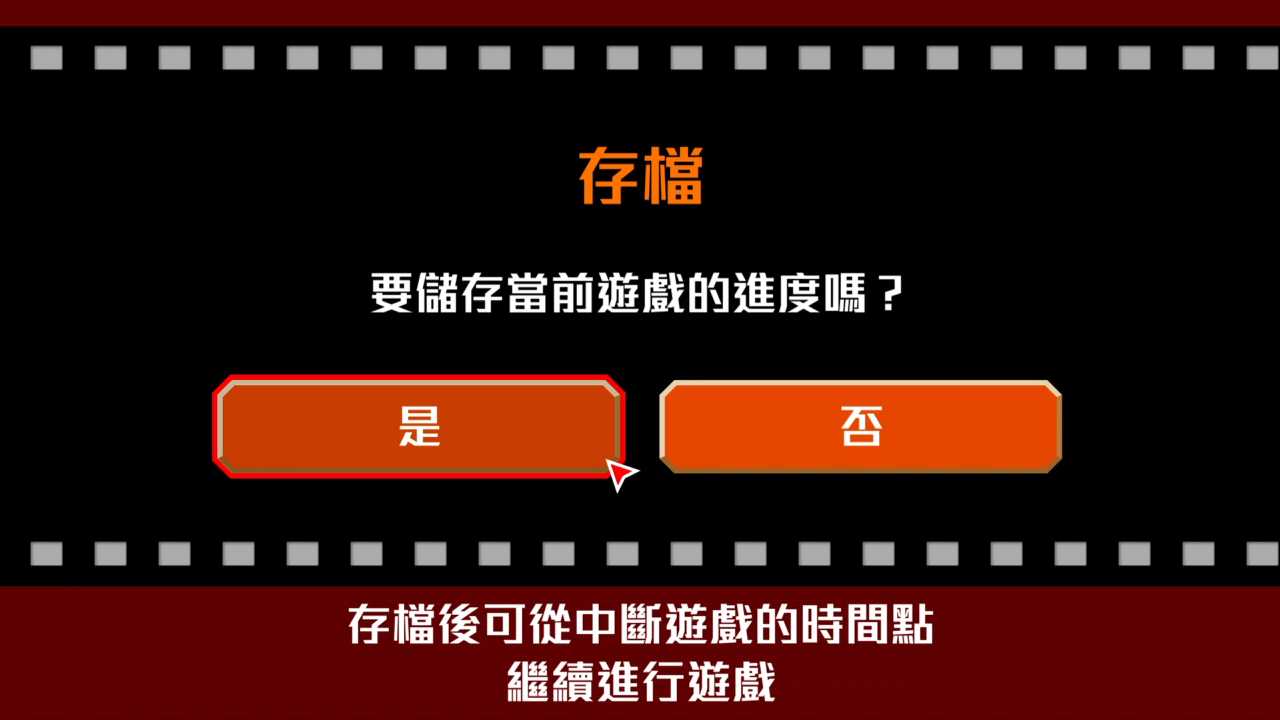 存檔
要儲存當前遊戲的進度嗎？
是
否
存檔後可從中斷遊戲的時間點
繼續進行遊戲